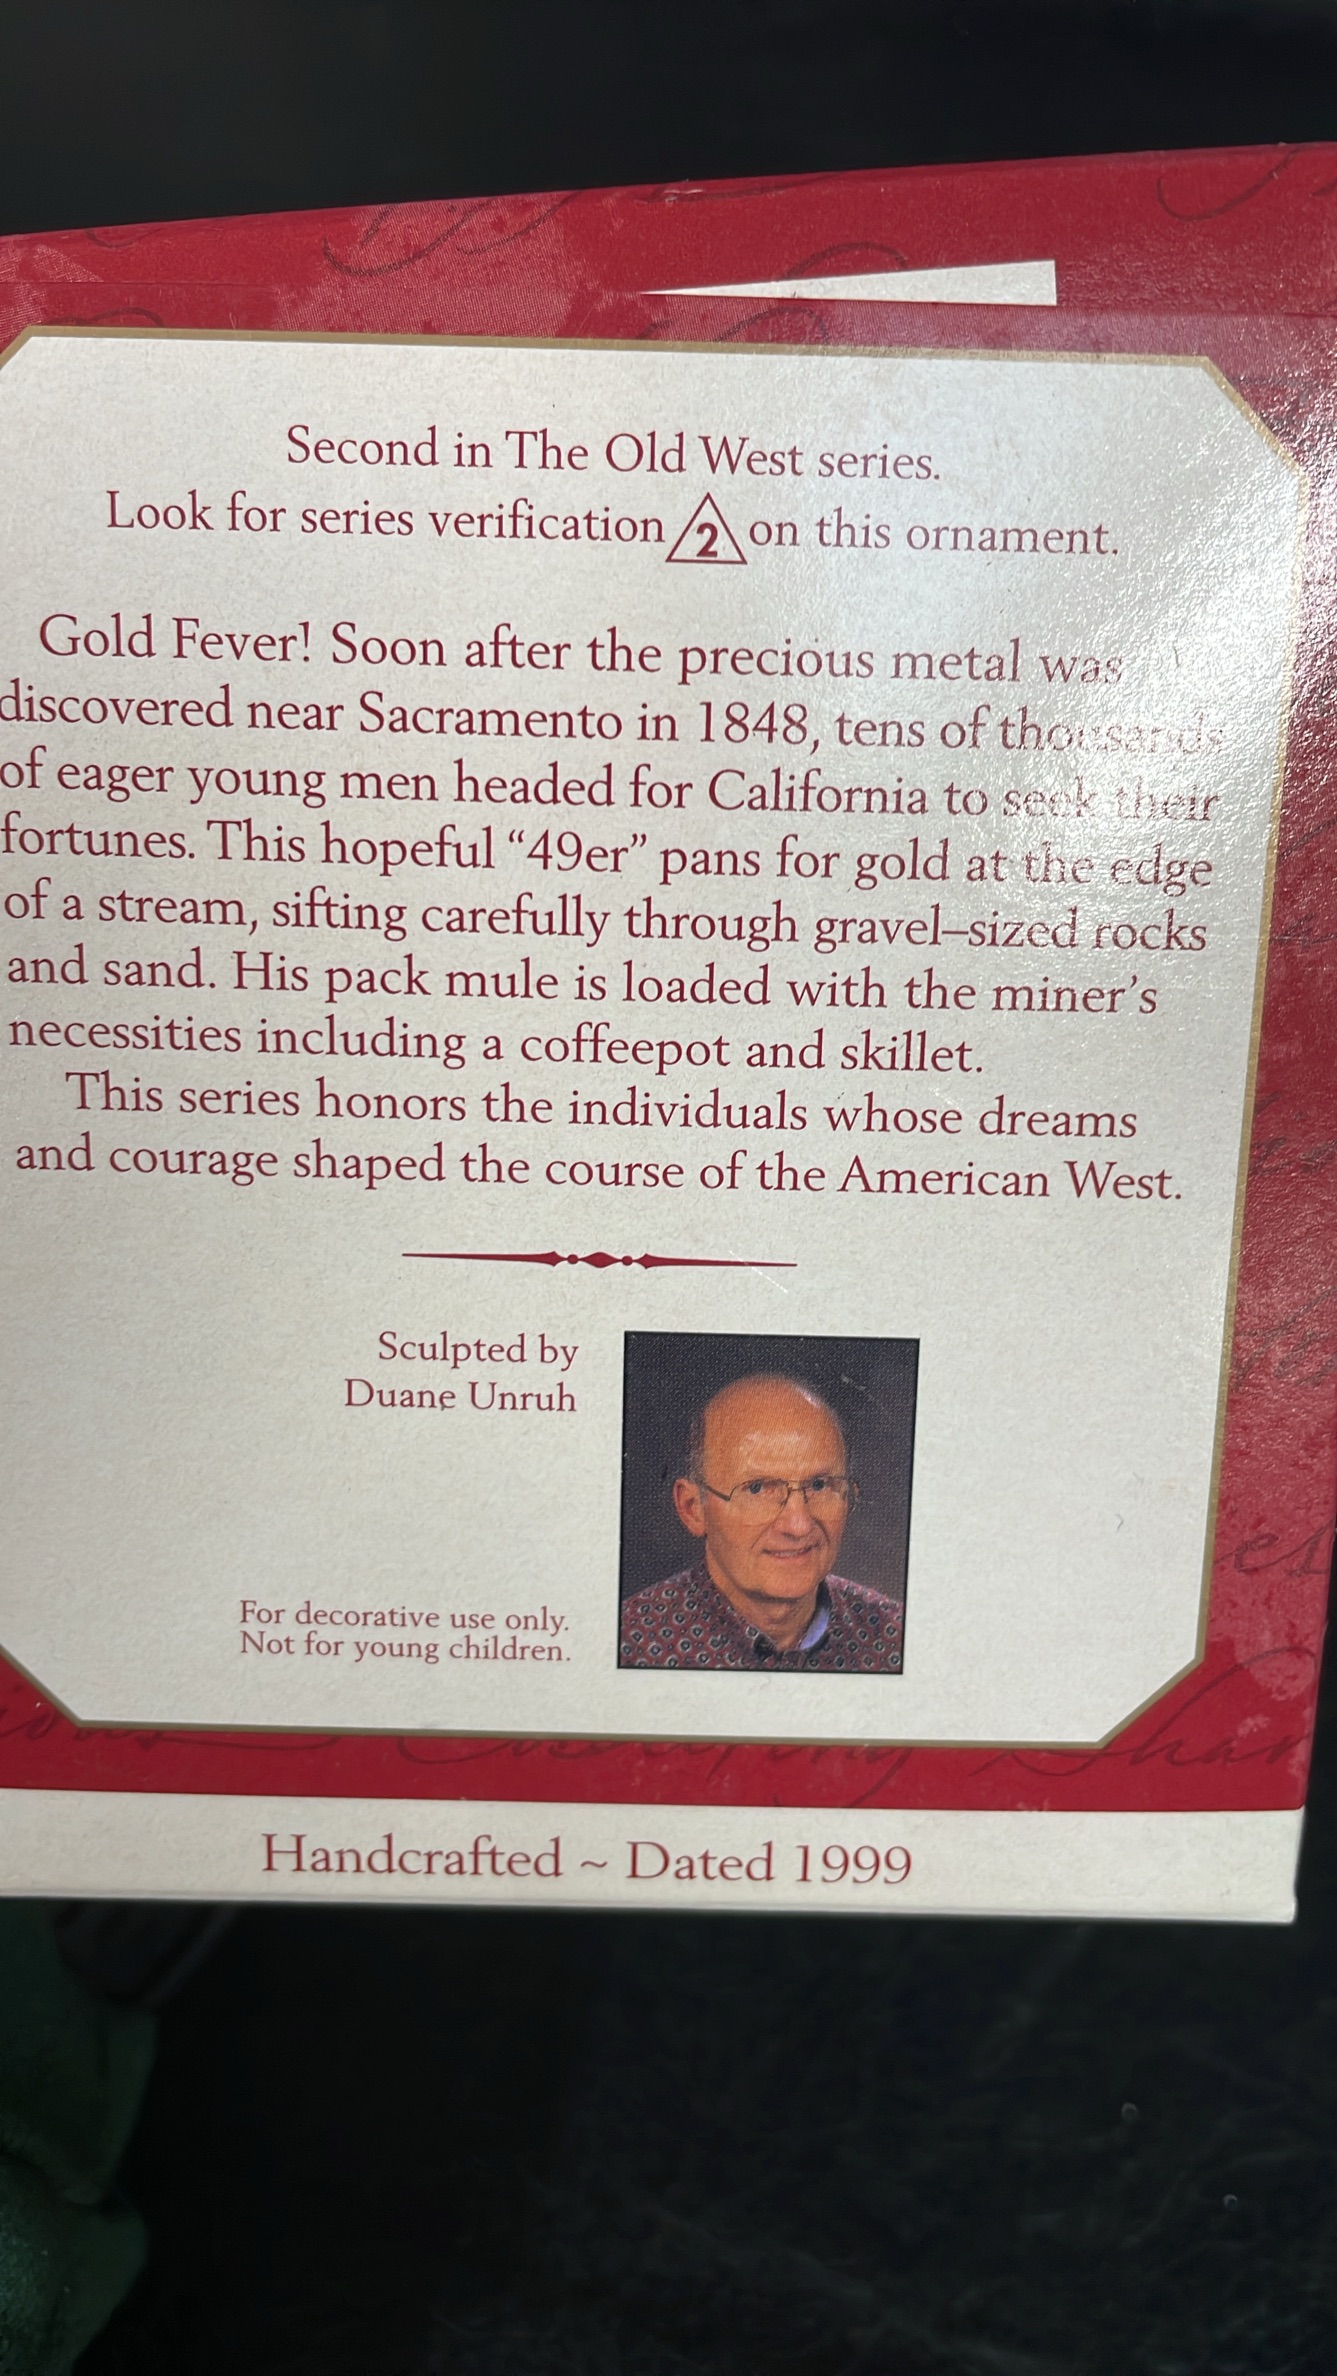 Second in The Old West series.
Look for series verification 2 on this ornament.
Gold Fever! Soon after the precious metal was
discovered near Sacramento in 1848, tens of thousands
of eager young men headed for California to seek their
fortunes. This hopeful “49er” pans for gold at the edge
of a stream, sifting carefully through gravel–sized rocks
and sand. His pack mule is loaded with the miner’s
necessities including a coffeepot and skillet.
This series honors the individuals whose dreams
and courage shaped the course of the American West.
Sculpted by
Duane Unruh
For decorative use only.
Not for young children.
Handcrafted ~ Dated 1999